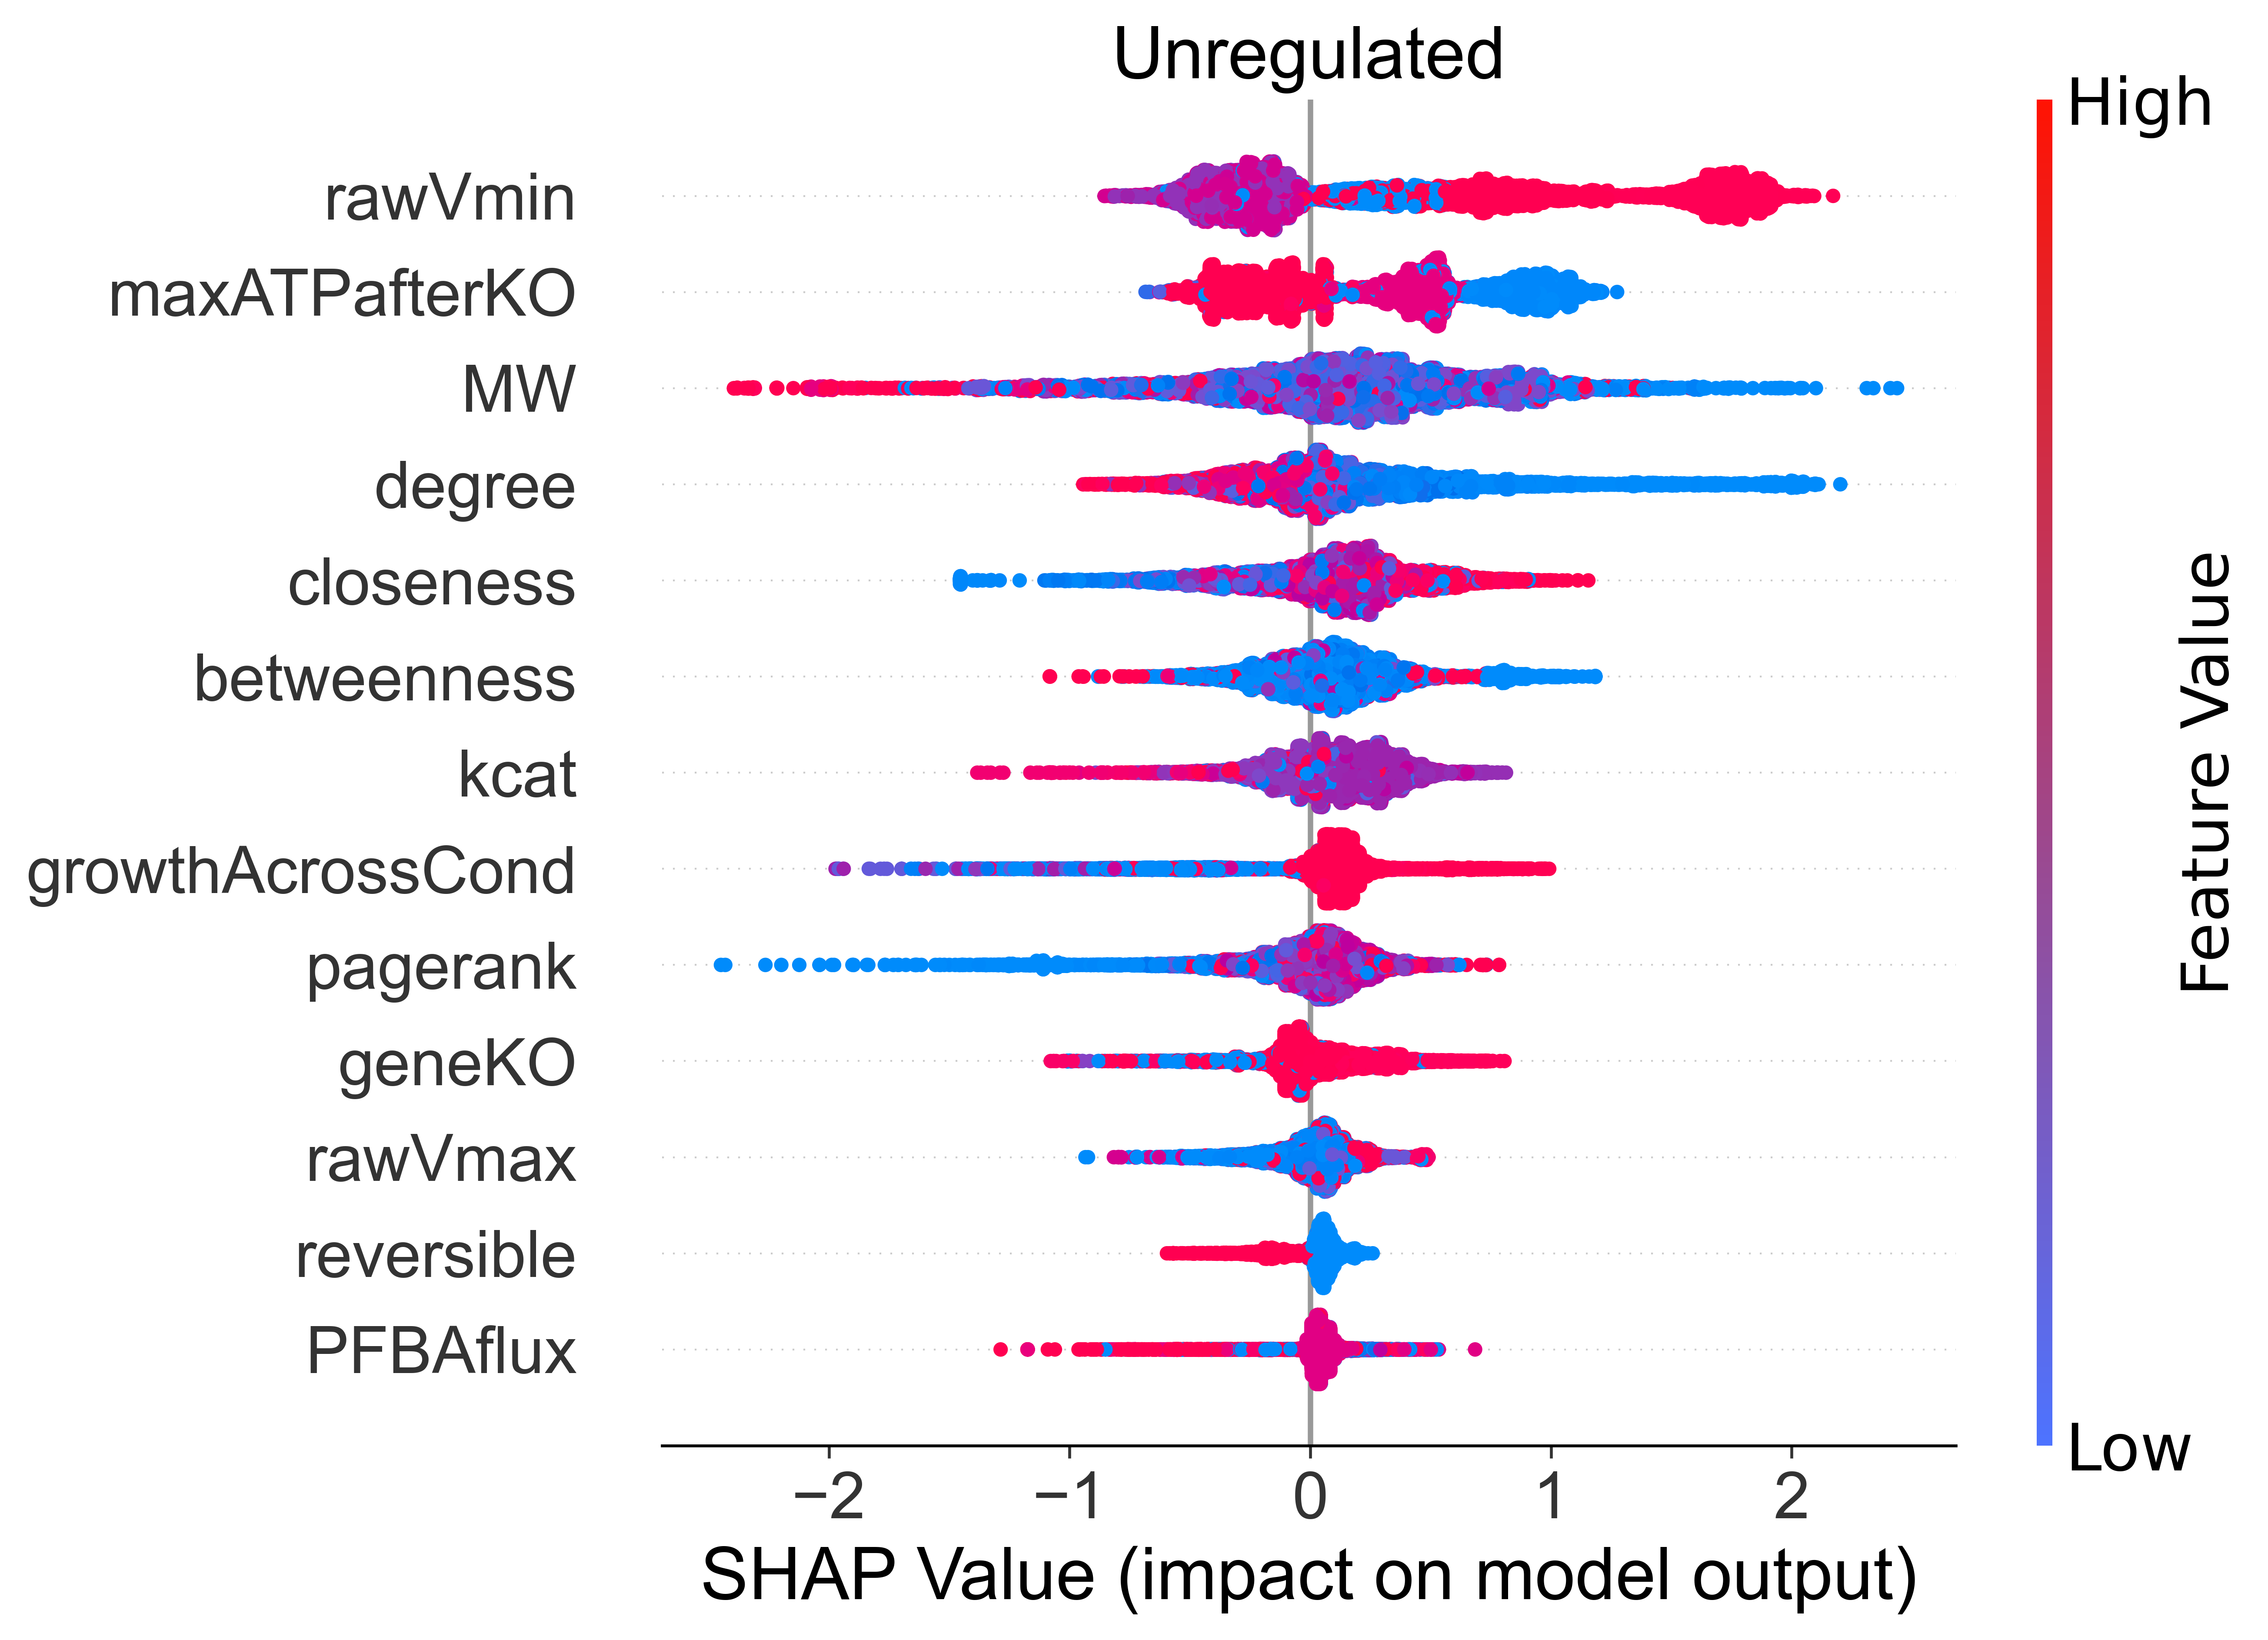 Unregulated
High
rawVmin
maxATPafterKO
MW
degree
closeness
betweenness
kcat
growthAcrossCond
pagerank
geneKO
rawVmax
reversible
PFBAflux
Feature Value
Low
−2 −1 0 1 2
SHAP Value (impact on model output)